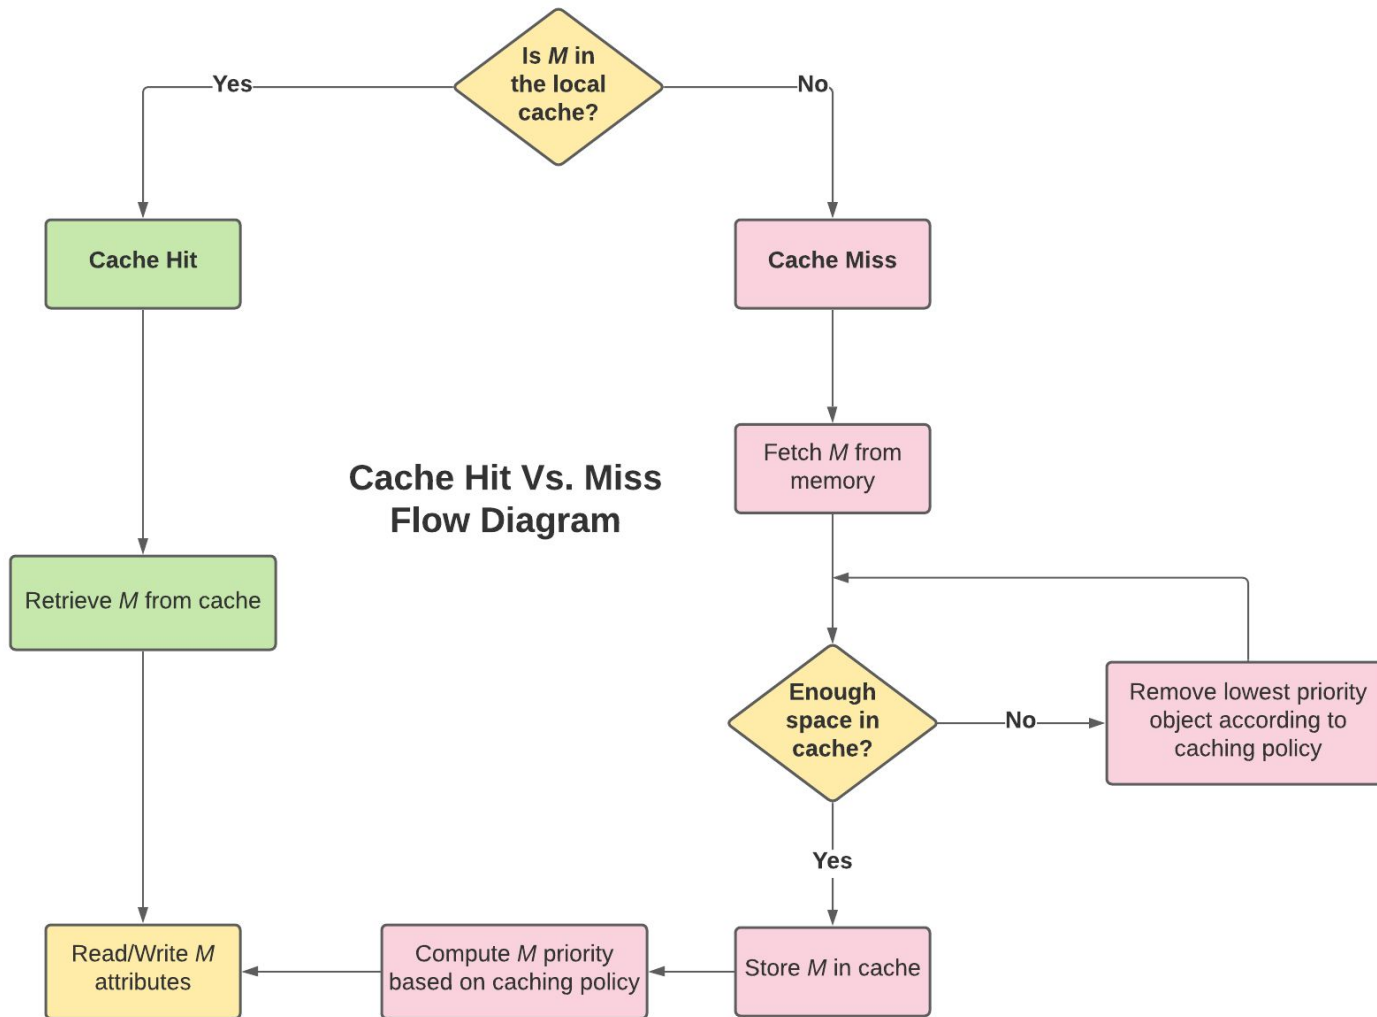 Is M in
the local
cache?
Yes
No
Cache Hit
Cache Miss
Fetch M from
memory
Cache Hit Vs. Miss
Flow Diagram
Retrieve M from cache
Enough
space in
cache?
No
Remove lowest priority
object according to
caching policy
Yes
Read/Write M
attributes
Compute M priority
based on caching policy
Store M in cache